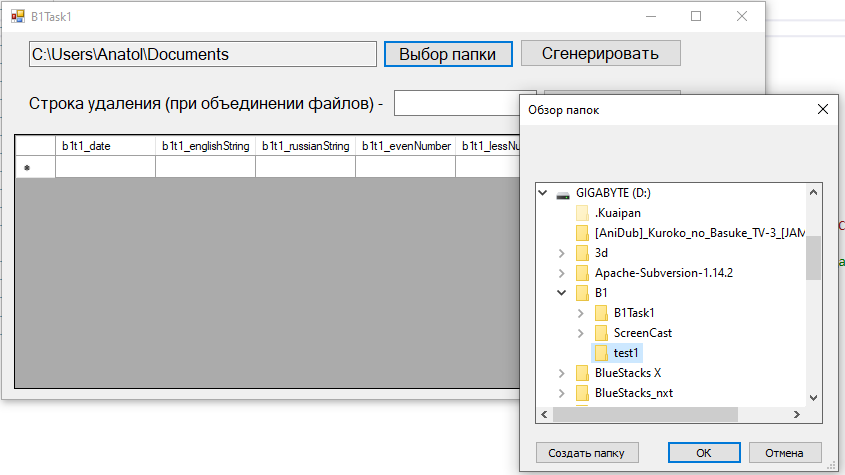 B1Task1
C:\Users\Anatol\Documents
Выбор папки
Сгенерировать
Строка удаления (при объединении файлов) -
b1t1_date b1t1_englishString b1t1_russianString b1t1_evenNumber
Обзор папок
GIGABYTE (D:)
.Kuaipan
[AniDub]_Kuroko_no_Basuke_TV-3_[JAM
3d
Apache-Subversion-1.14.2
B1
B1Task1
ScreenCast
test1
BlueStacks X
BlueStacks_nxt
Создать папку
OK
Отмена